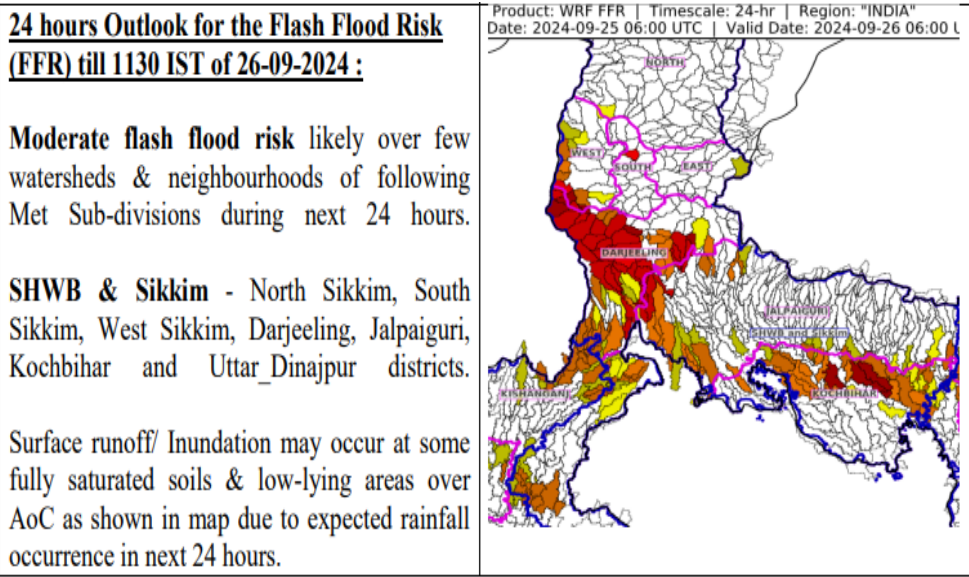 24 hours Outlook for the Flash Flood Risk
(FFR) till 1130 IST of 26-09-2024 :
Moderate flash flood risk likely over few
watersheds & neighbourhoods of following
Met Sub-divisions during next 24 hours.
SHWB & Sikkim - North Sikkim, South
Sikkim, West Sikkim, Darjeeling, Jalpaiguri,
Kochbihar and Uttar_Dinajpur districts.
Surface runoff/ Inundation may occur at some
fully saturated soils & low-lying areas over
AoC as shown in map due to expected rainfall
occurrence in next 24 hours.
Product: WRF FFR | Timescale: 24-hr | Region: "INDIA"
Date: 2024-09-25 06:00 UTC | Valid Date: 2024-09-26 06:00 U
NORTH
WEST
SOUTH
EAST
DARJEELING
JALPAIGURI
SHWB and Sikkim
KISHANGANJ
KOCHBIHAR